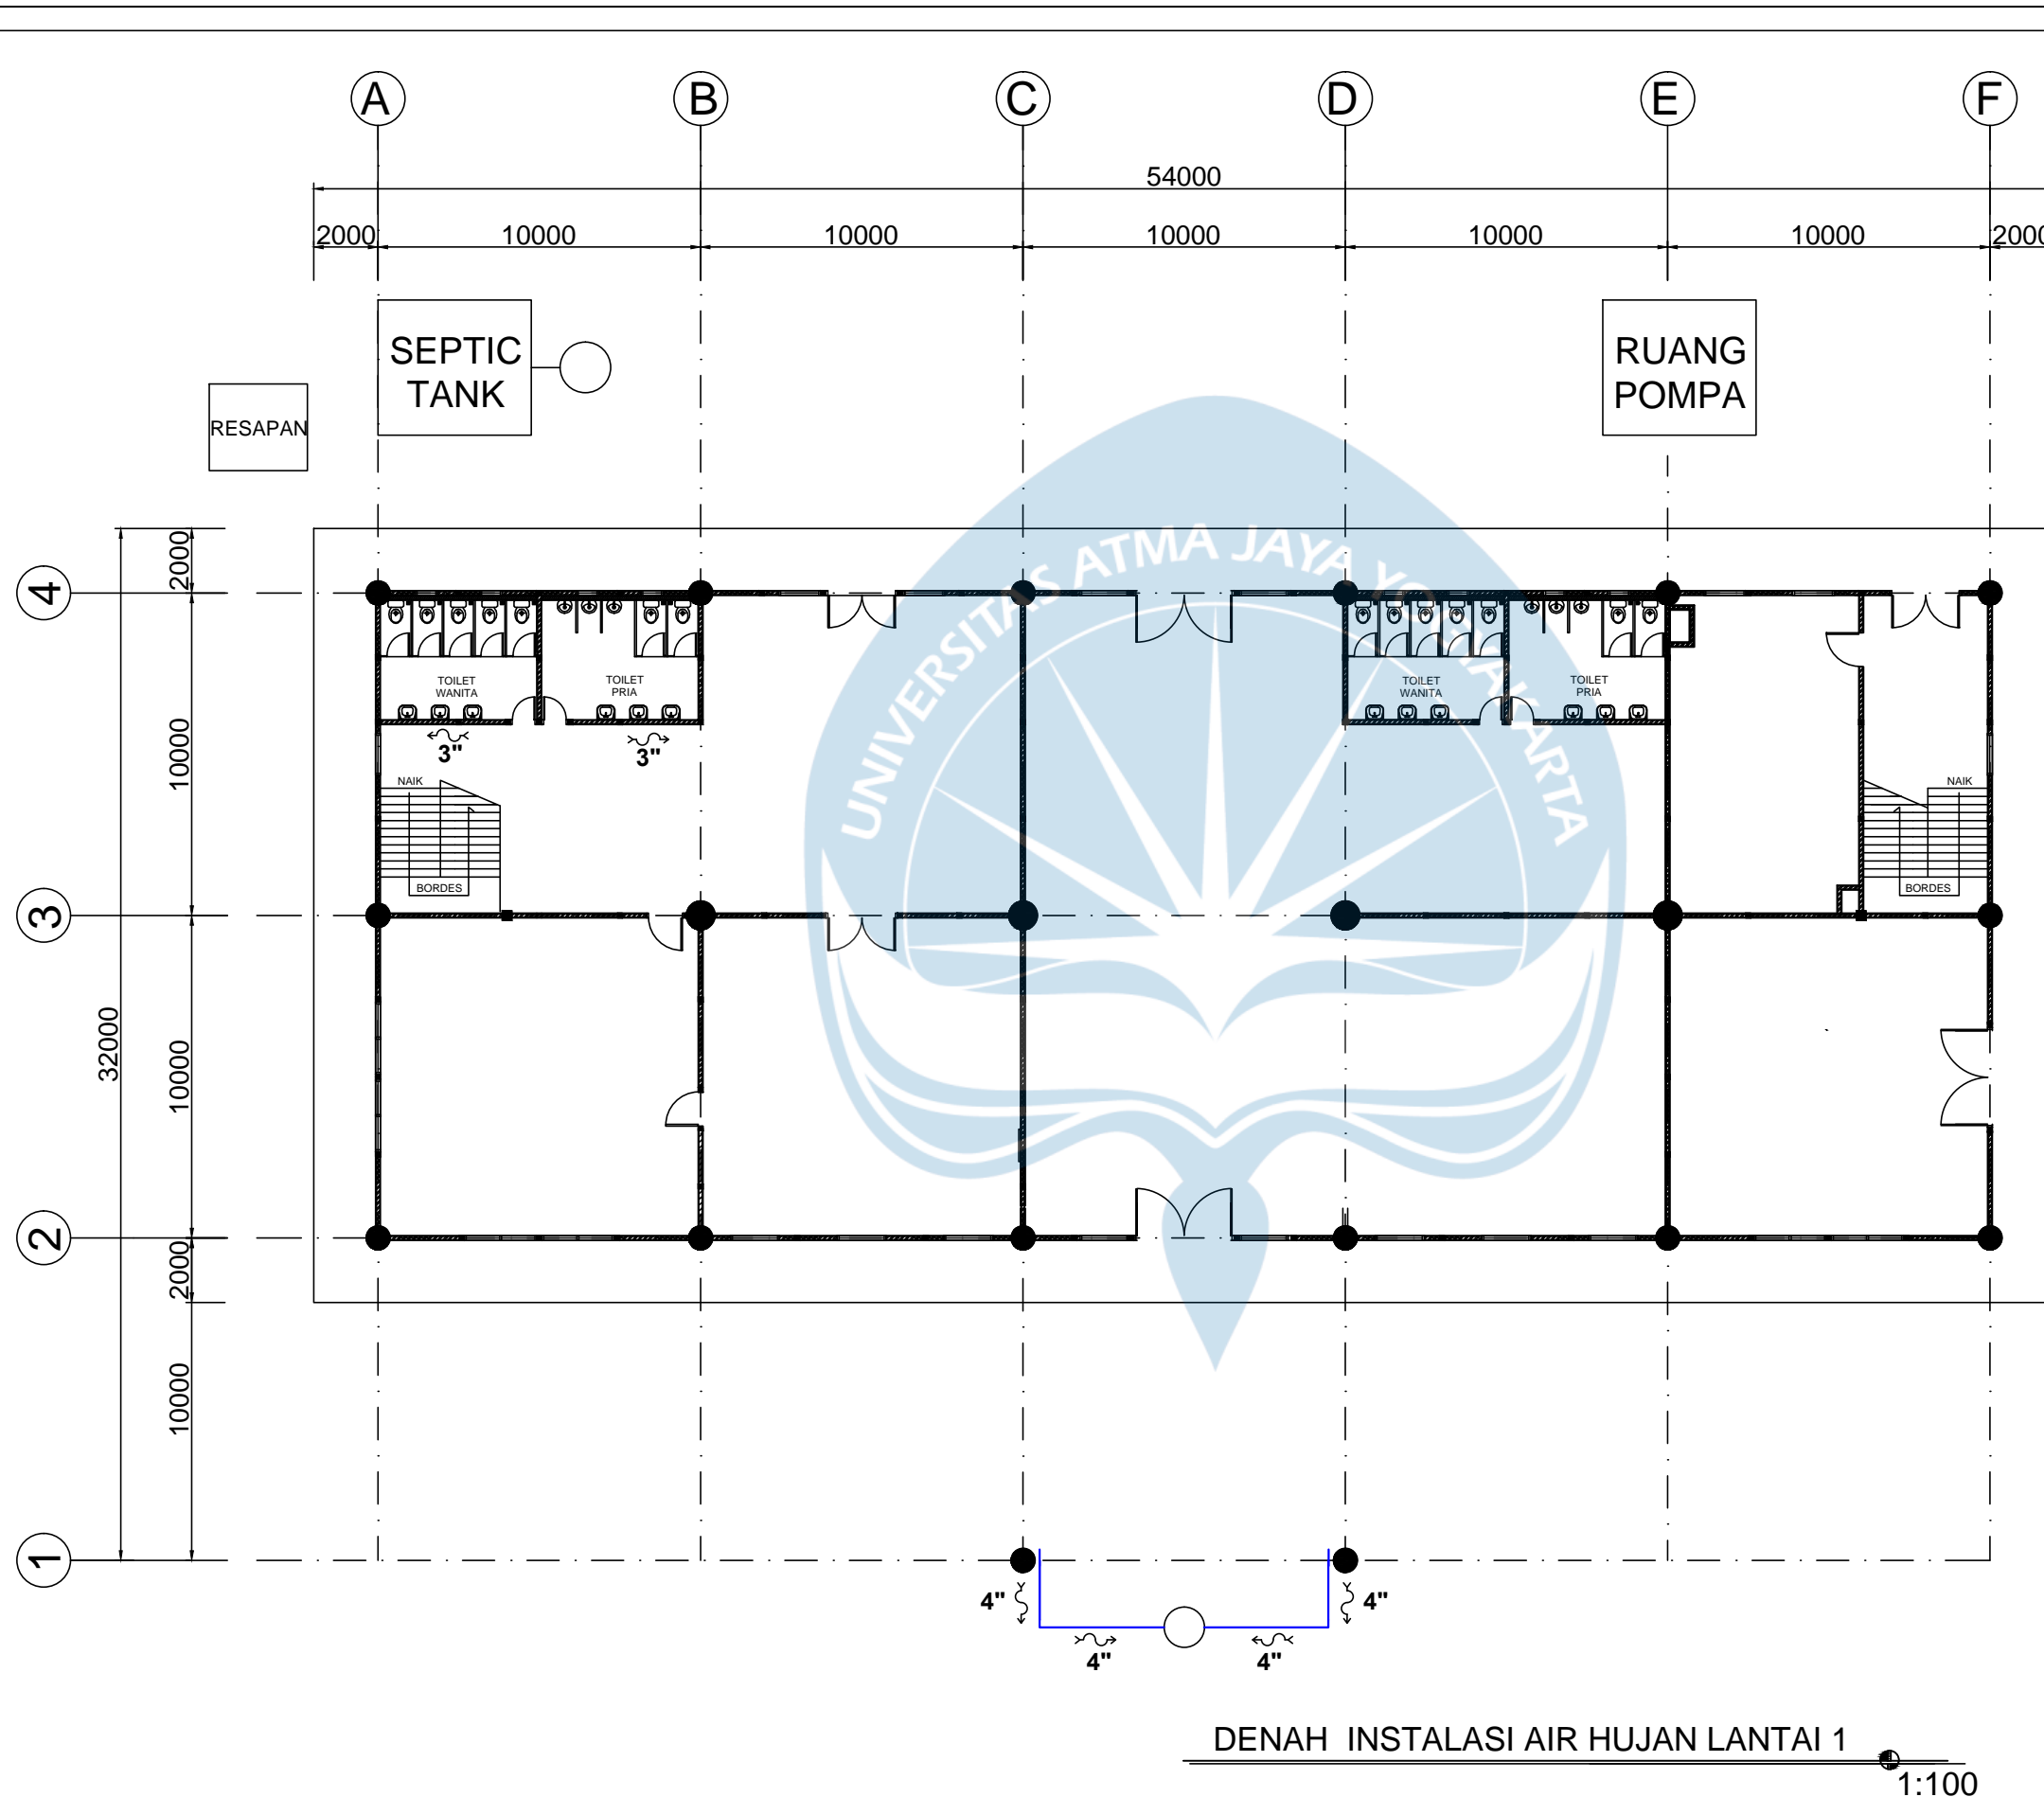 A B C D E F
54000
2000 10000 10000 10000 10000 10000
SEPTIC
TANK
RUANG
POMPA
RESAPAN
UNIVERSITAS ATMA JAYA YOGYAKARTA
4
2000
TOILET
WANITA
TOILET
PRIA
TOILET
WANITA
TOILET
PRIA
3" 3"
10000
NAIK
NAIK
BORDES
BORDES
3
32000
10000
2
2000
10000
1
4" 4"
4" 4"
DENAH INSTALASI AIR HUJAN LANTAI 1
1:100